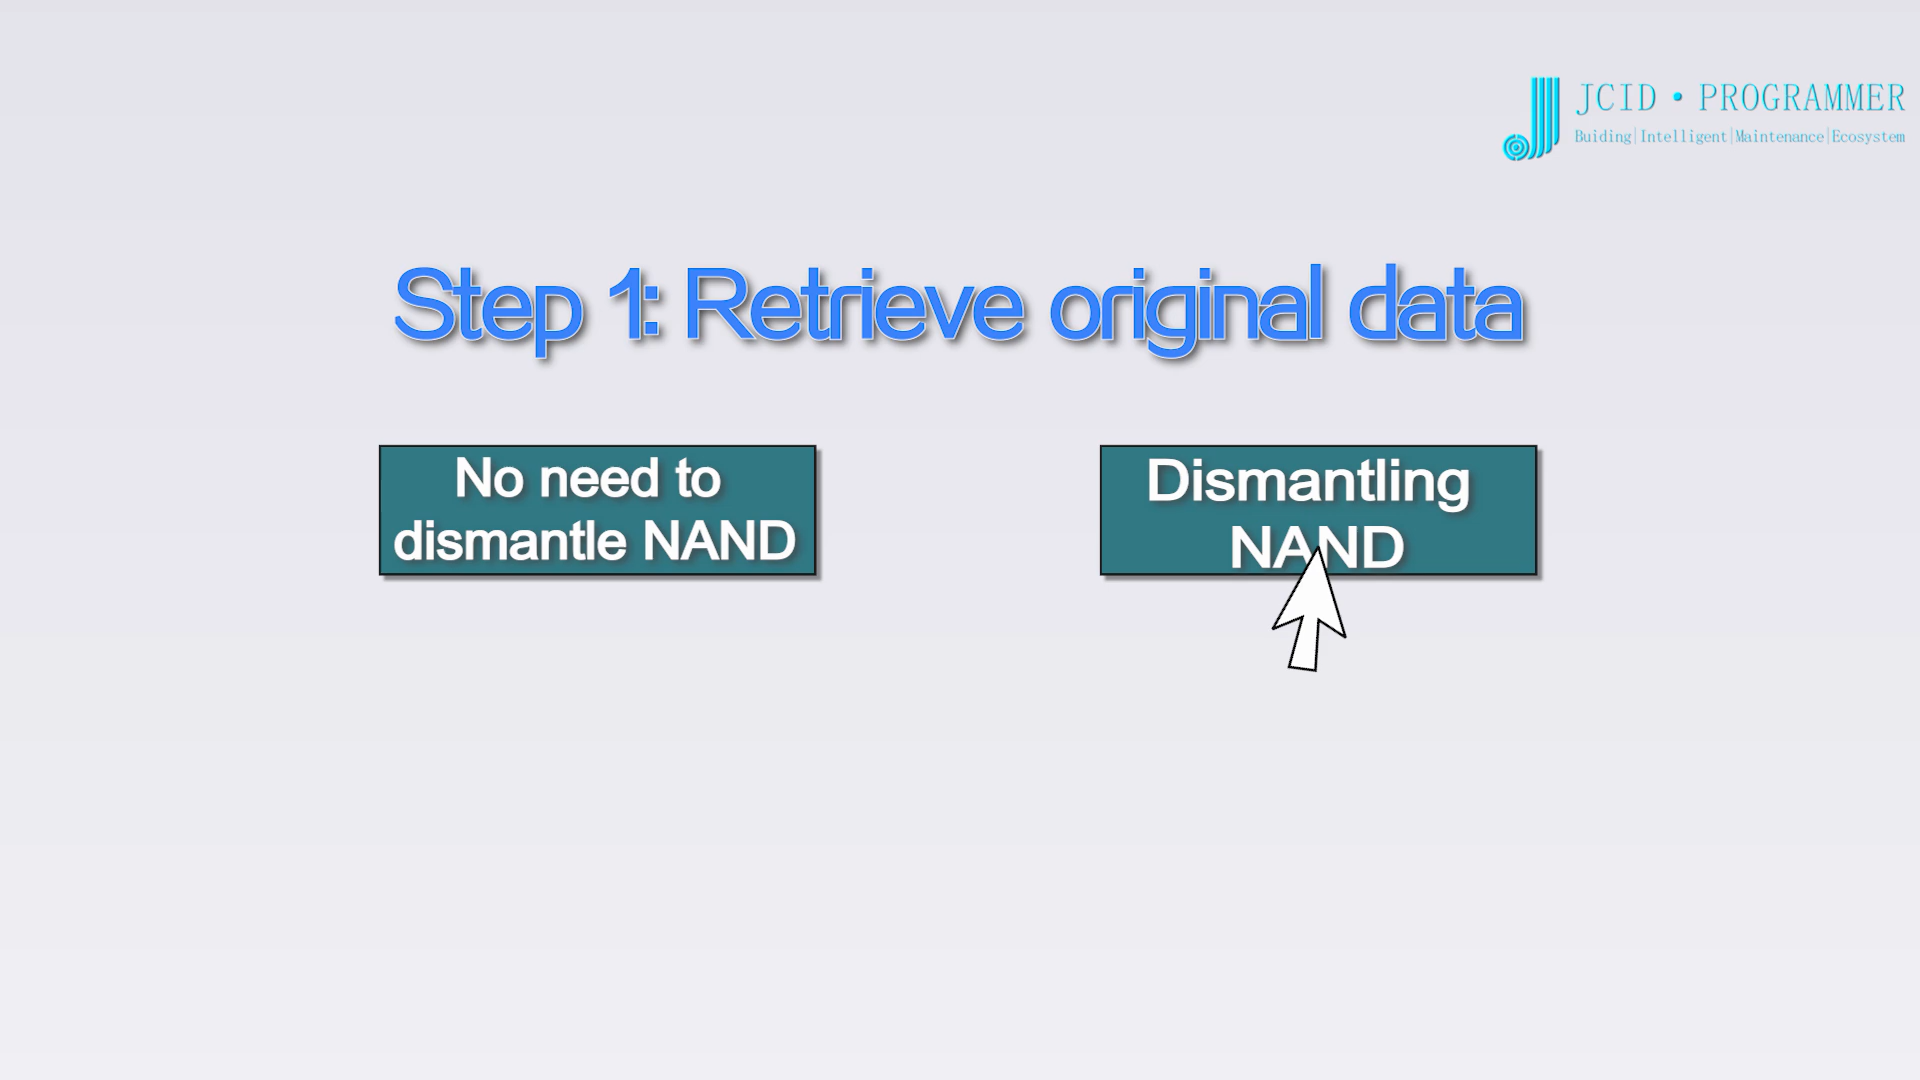 JCID • PROGRAMMER
Buiding|Intelligent|Maintenance|Ecosystem
Step 1: Retrieve original data
No need to
dismantle NAND
Dismantling
NAND